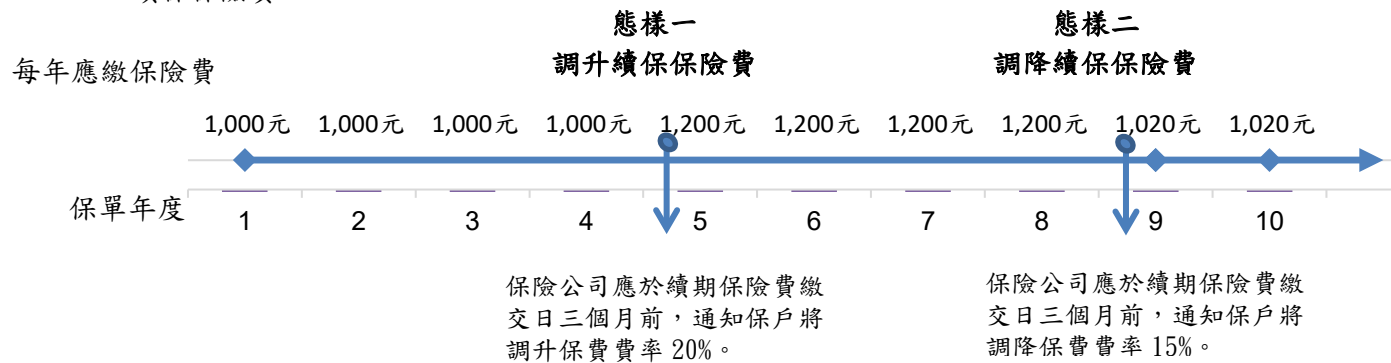 態樣一
調升續保保險費
態樣二
調降續保保險費
每年應繳保險費
1,000元 1,000元 1,000元 1,000元 1,200元 1,200元 1,200元 1,200元 1,020元 1,020元
保單年度
1 2 3 4 5 6 7 8 9 10
保險公司應於續期保險費繳
交日三個月前，通知保戶將
調升保費費率 20%。
保險公司應於續期保險費繳
交日三個月前，通知保戶將
調降保費費率 15%。